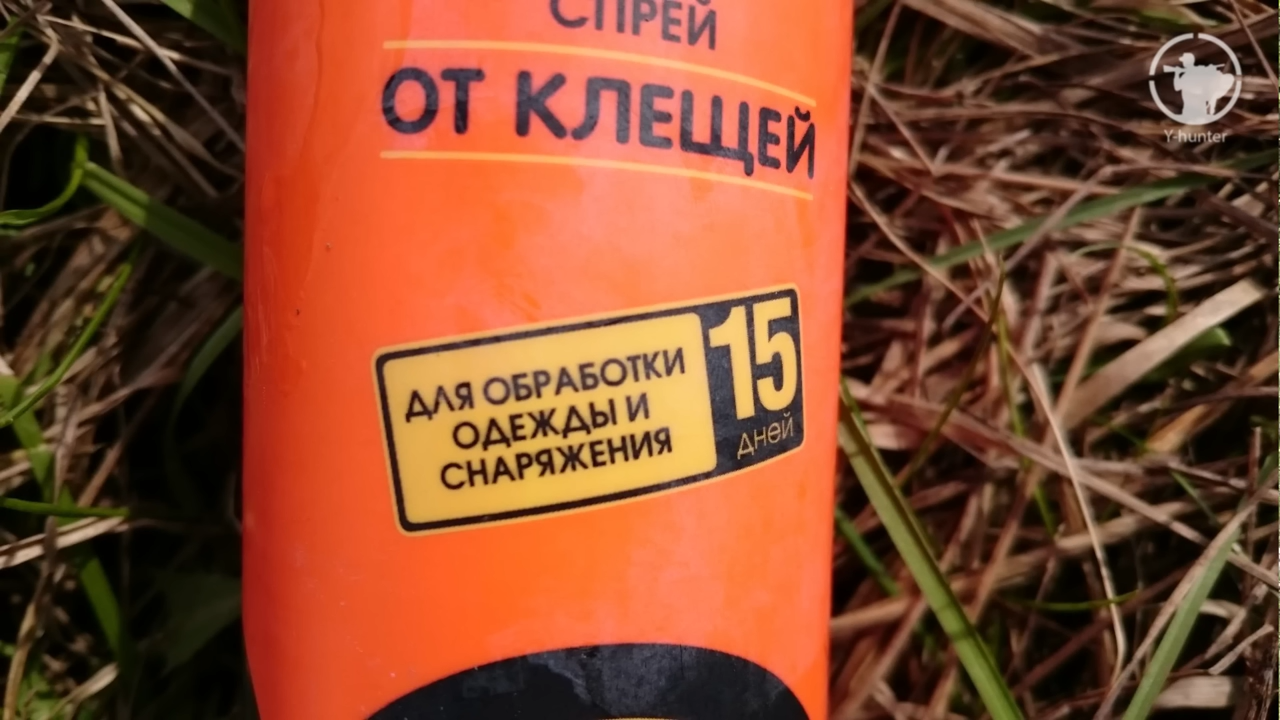 СПРЕЙ
ОТ КЛЕЩЕЙ
ДЛЯ ОБРАБОТКИ
ОДЕЖДЫ И
СНАРЯЖЕНИЯ
15
дней
Y-hunter